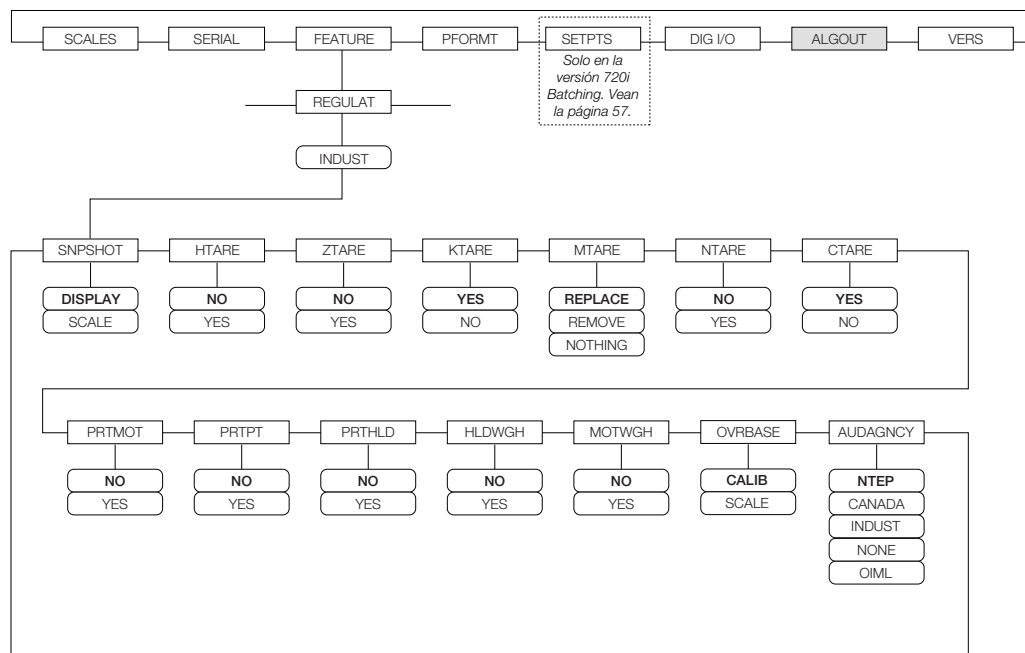 SCALES
SERIAL
FEATURE
PFORMT
SETPTS
DIG I/O
ALGOUT
VERS
Solo en la
versión 720i
Batching. Vean
la página 57.
REGULAT
INDUST
SNPSHOT
HTARE
ZTARE
KTARE
MTARE
NTARE
CTARE
DISPLAY
NO
NO
YES
REPLACE
NO
YES
SCALE
YES
YES
NO
REMOVE
YES
NO
NOTHING
PRTMOT
PRTPT
PRTHLD
HLDWGH
MOTWGH
OVRBASE
AUDAGNCY
NO
NO
NO
NO
NO
CALIB
NTEP
YES
YES
YES
YES
YES
SCALE
CANADA
INDUST
NONE
OIML